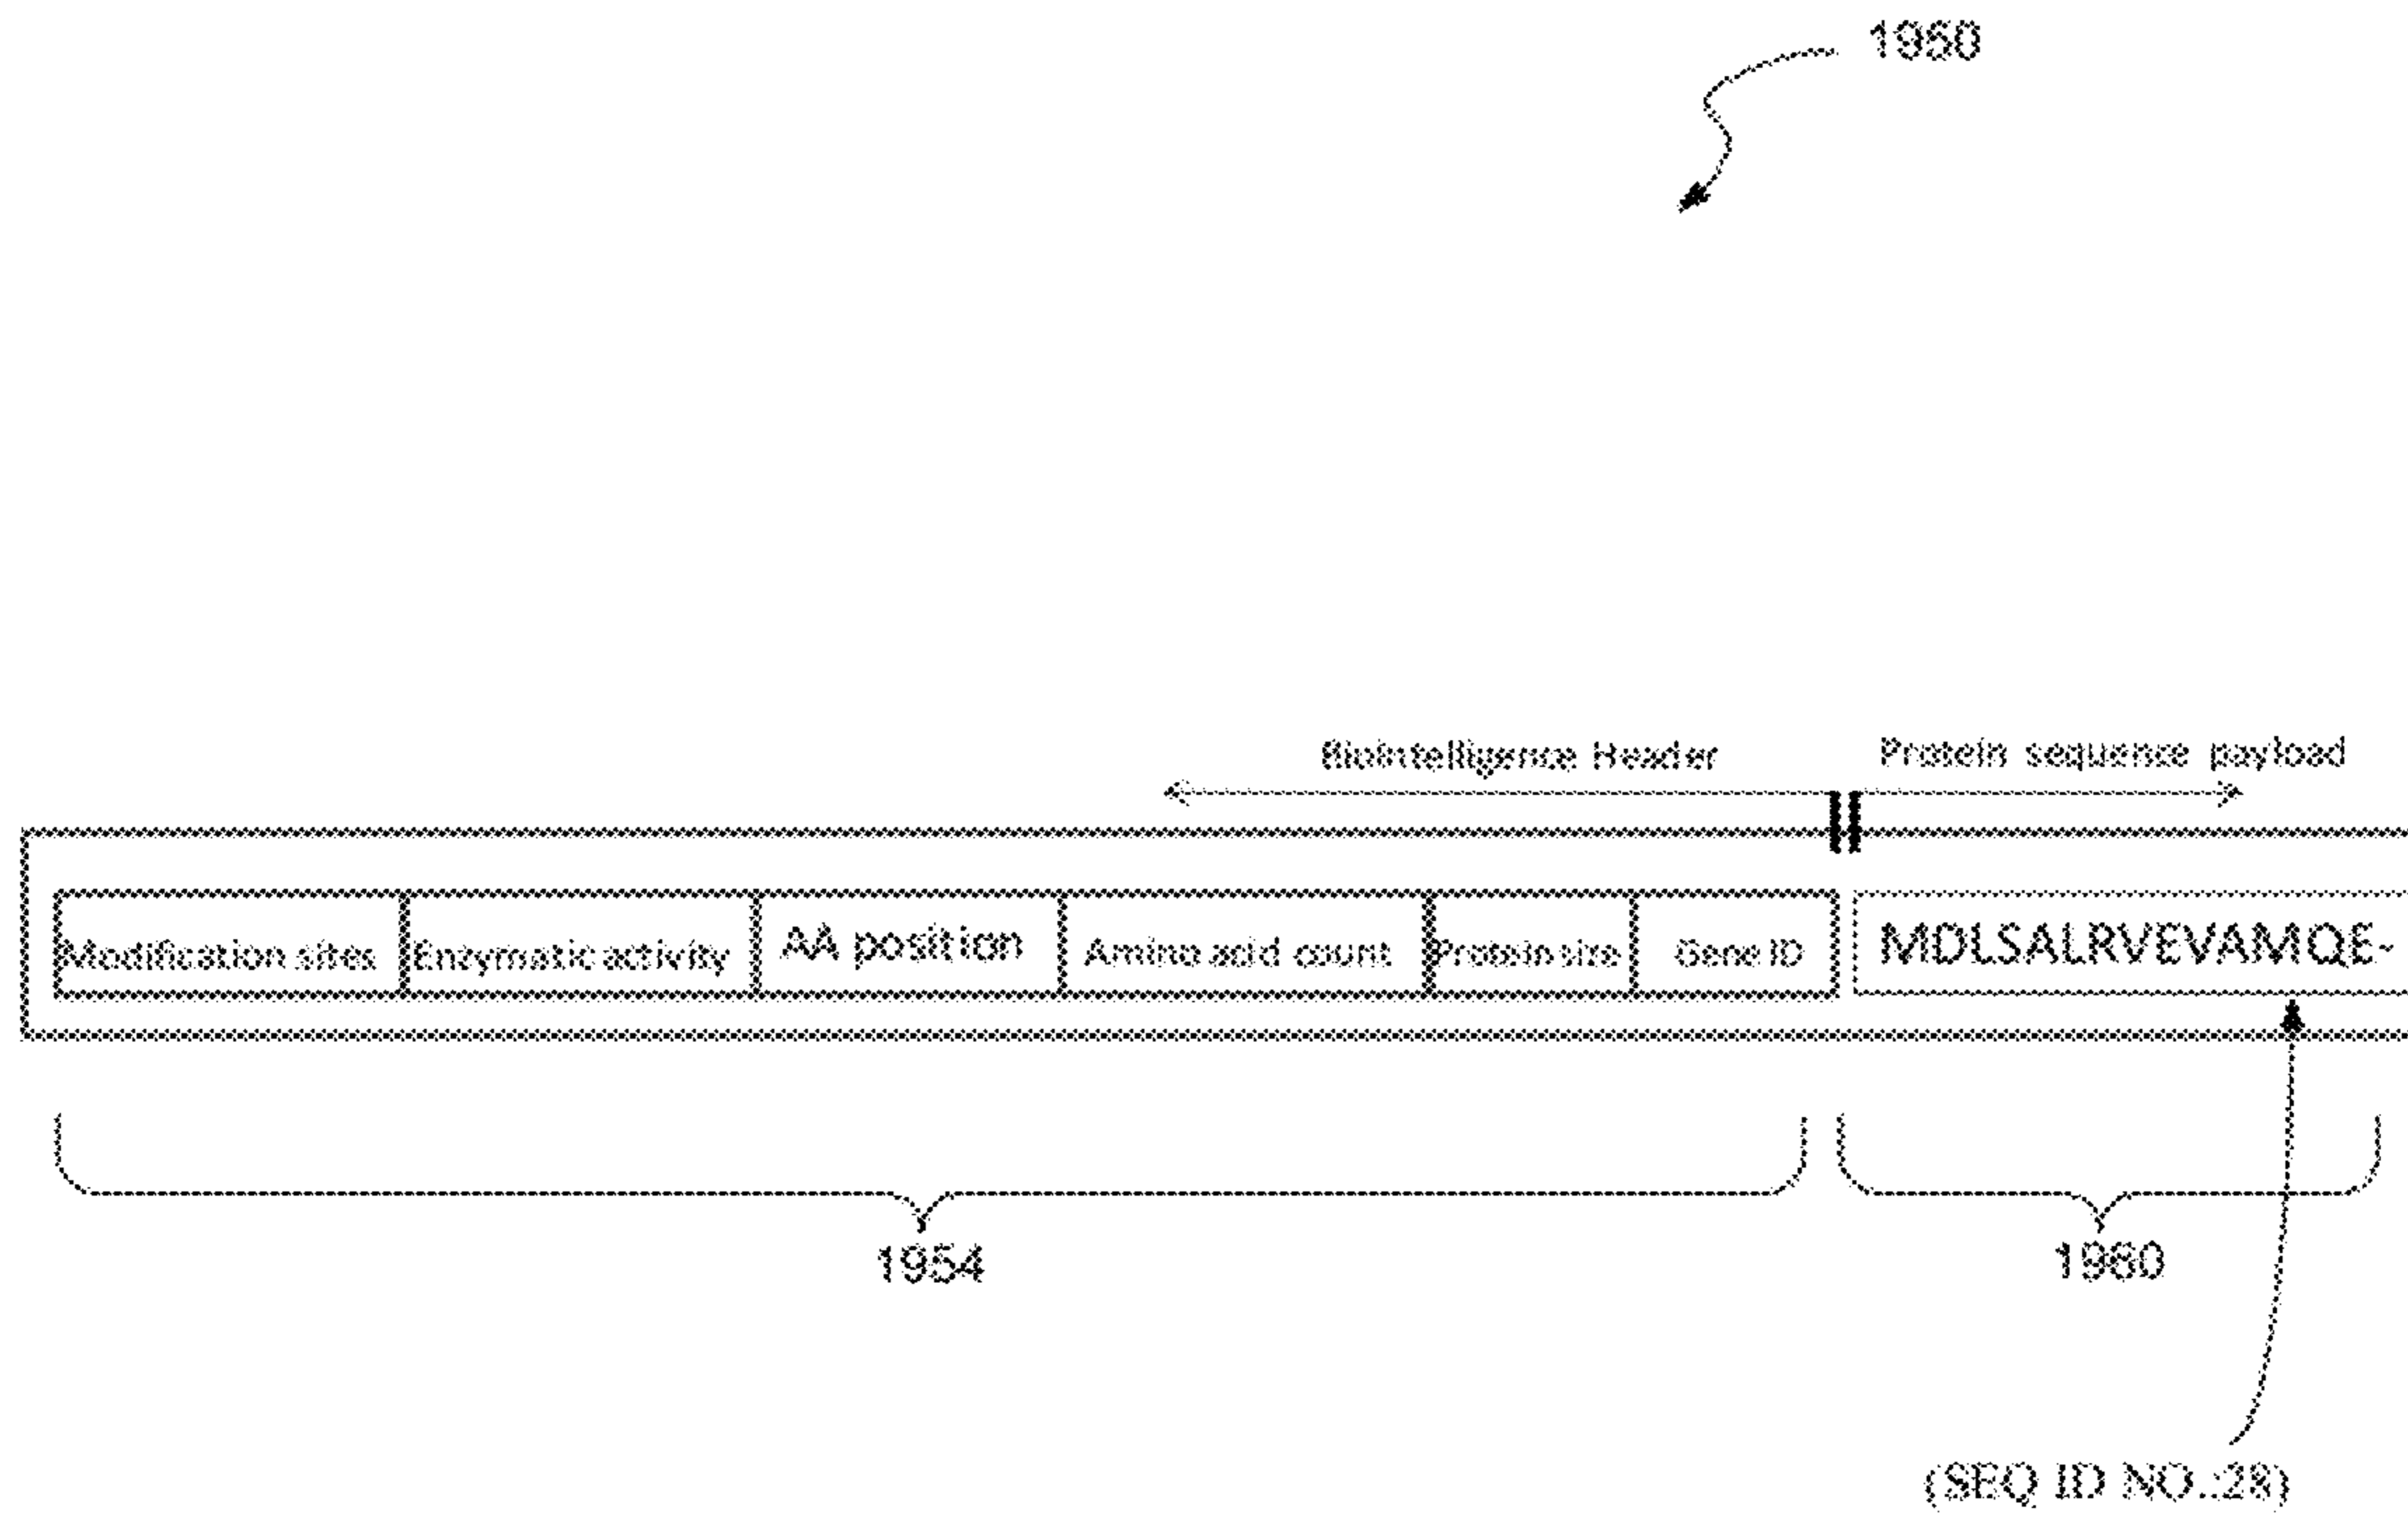 1950
BioIntelligence Header
Protein sequence payload
Modification sites
Enzymatic activity
AA position
Amino acid count
Protein size
Gene ID
MDLSALRVEVAMQE-
1954
1960
(SEQ ID NO.:28)